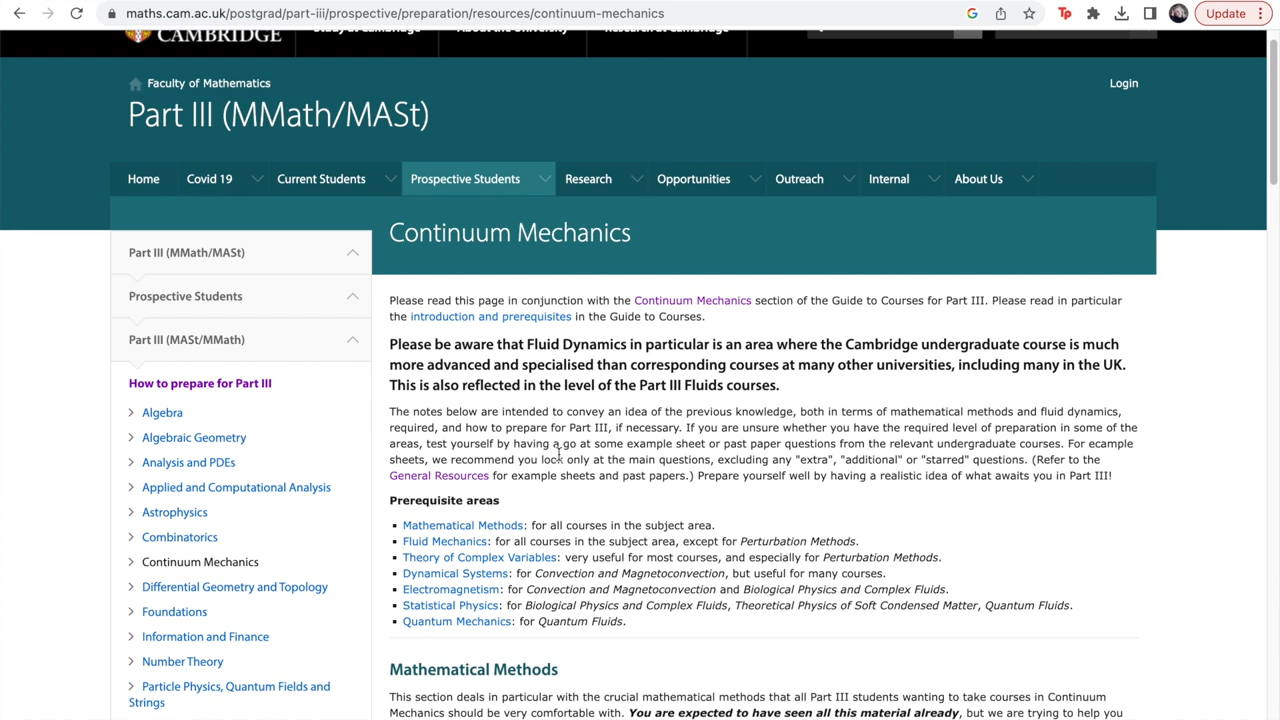 maths.cam.ac.uk/postgrad/part-iii/prospective/preparation/resources/continuum-mechanics
Update
CAMBRIDGE
Study at Cambridge
About the University
Research at Cambridge
Faculty of Mathematics
Login
Part III (MMath/MASt)
Home
Covid 19
Current Students
Prospective Students
Research
Opportunities
Outreach
Internal
About Us
Part III (MMath/MASt)
Prospective Students
Part III (MASt/MMath)
How to prepare for Part III
Algebra
Algebraic Geometry
Analysis and PDEs
Applied and Computational Analysis
Astrophysics
Combinatorics
Continuum Mechanics
Differential Geometry and Topology
Foundations
Information and Finance
Number Theory
Particle Physics, Quantum Fields and
Strings
Continuum Mechanics
Please read this page in conjunction with the Continuum Mechanics section of the Guide to Courses for Part III. Please read in particular
the introduction and prerequisites in the Guide to Courses.
Please be aware that Fluid Dynamics in particular is an area where the Cambridge undergraduate course is much
more advanced and specialised than corresponding courses at many other universities, including many in the UK.
This is also reflected in the level of the Part III Fluids courses.
The notes below are intended to convey an idea of the previous knowledge, both in terms of mathematical methods and fluid dynamics,
required, and how to prepare for Part III, if necessary. If you are unsure whether you have the required level of preparation in some of the
areas, test yourself by having a go at some example sheet or past paper questions from the relevant undergraduate courses. For ecample
sheets, we recommend you look only at the main questions, excluding any "extra", "additional" or "starred" questions. (Refer to the
General Resources for example sheets and past papers.) Prepare yourself well by having a realistic idea of what awaits you in Part III!
Prerequisite areas
Mathematical Methods: for all courses in the subject area.
Fluid Mechanics: for all courses in the subject area, except for Perturbation Methods.
Theory of Complex Variables: very useful for most courses, and especially for Perturbation Methods.
Dynamical Systems: for Convection and Magnetoconvection, but useful for many courses.
Electromagnetism: for Convection and Magnetoconvection and Biological Physics and Complex Fluids.
Statistical Physics: for Biological Physics and Complex Fluids, Theoretical Physics of Soft Condensed Matter, Quantum Fluids.
Quantum Mechanics: for Quantum Fluids.
Mathematical Methods
This section deals in particular with the crucial mathematical methods that all Part III students wanting to take courses in Continuum
Mechanics should be very comfortable with. You are expected to have seen all this material already, but we are trying to help you